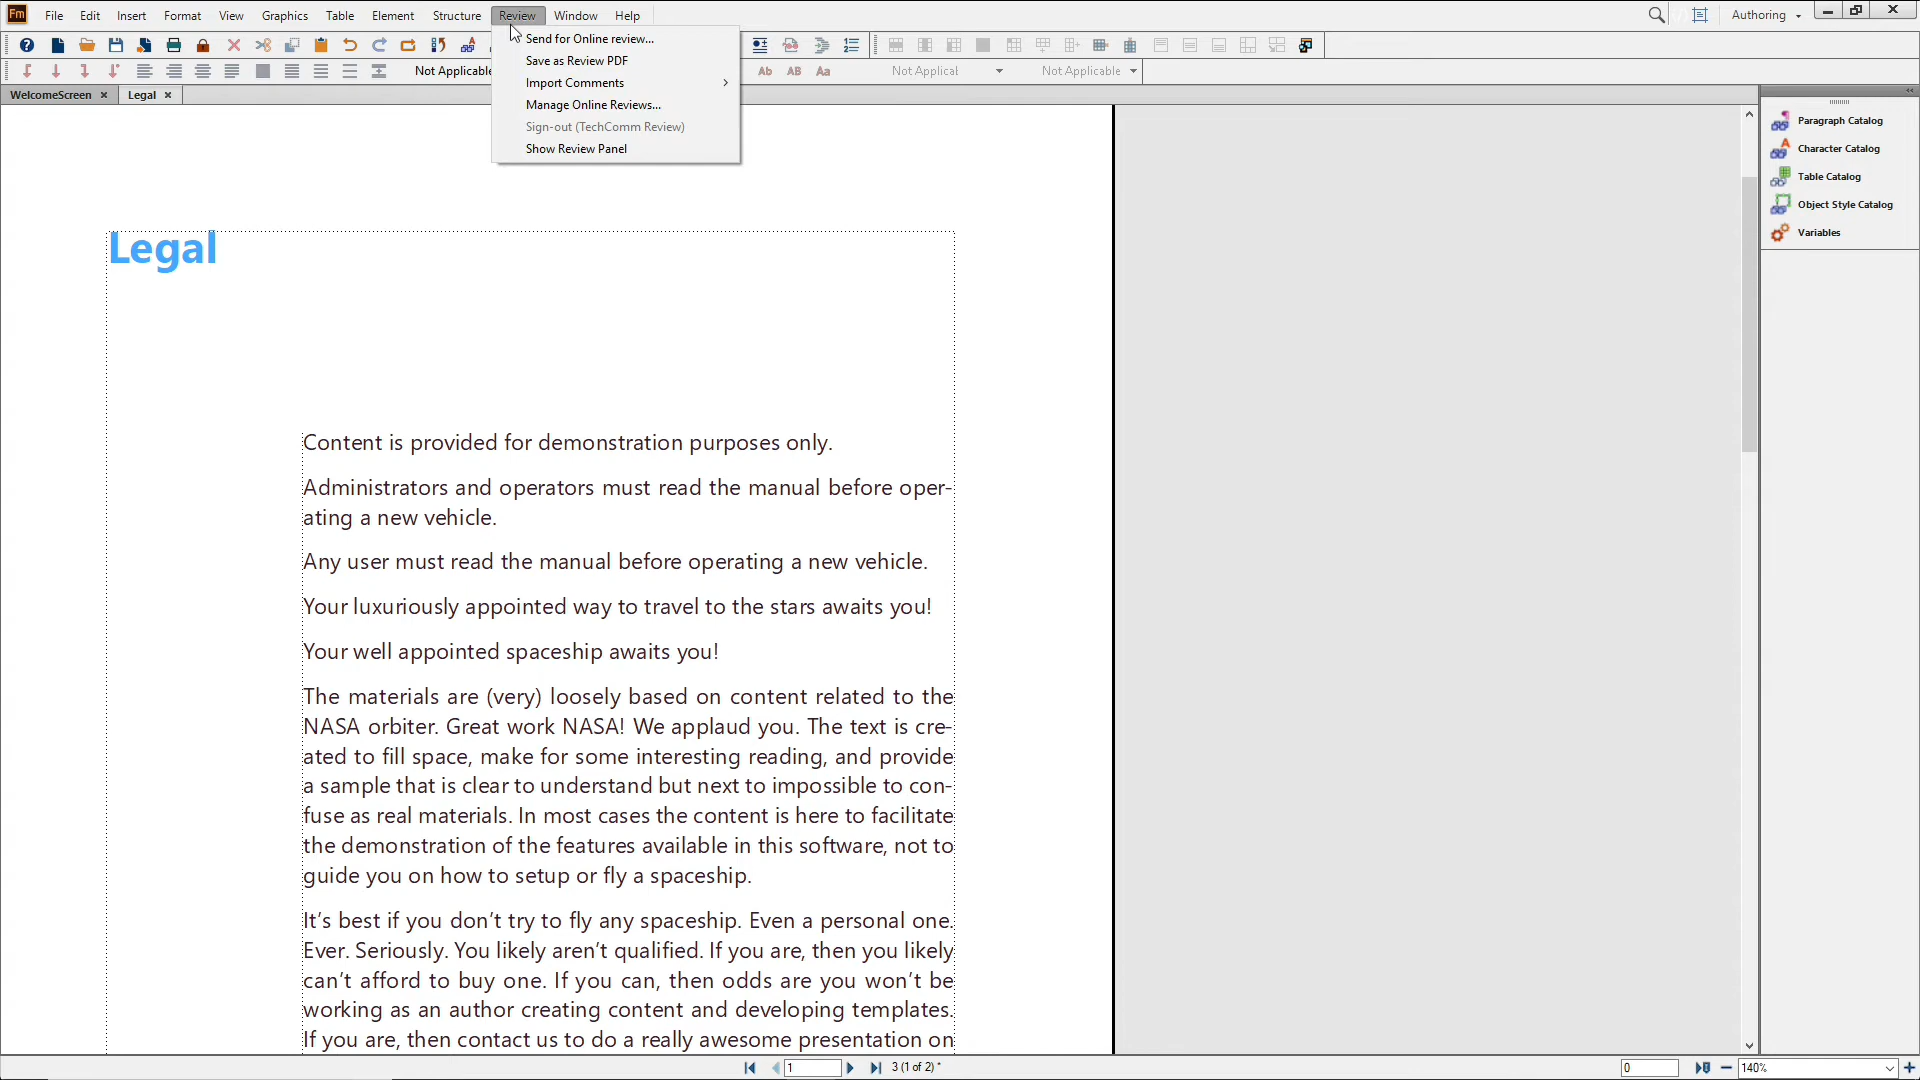 Fm File Edit Insert Format View Graphics Table Element Structure Review Window Help Authoring
Send for Online review...
Save as Review PDF
Import Comments
Manage Online Reviews...
Sign-out (TechComm Review)
Show Review Panel
Not Applicable Ab AB Aa Not Applicat Not Applicable
WelcomeScreen Legal
Paragraph Catalog
Character Catalog
Table Catalog
Object Style Catalog
Variables
Legal
Content is provided for demonstration purposes only.
Administrators and operators must read the manual before oper-
ating a new vehicle.
Any user must read the manual before operating a new vehicle.
Your luxuriously appointed way to travel to the stars awaits you!
Your well appointed spaceship awaits you!
The materials are (very) loosely based on content related to the
NASA orbiter. Great work NASA! We applaud you. The text is cre-
ated to fill space, make for some interesting reading, and provide
a sample that is clear to understand but next to impossible to con-
fuse as real materials. In most cases the content is here to facilitate
the demonstration of the features available in this software, not to
guide you on how to setup or fly a spaceship.
It's best if you don't try to fly any spaceship. Even a personal one.
Ever. Seriously. You likely aren't qualified. If you are, then you likely
can't afford to buy one. If you can, then odds are you won't be
working as an author creating content and developing templates.
If you are, then contact us to do a really awesome presentation on
1 3 (1 of 2) * 0 140%